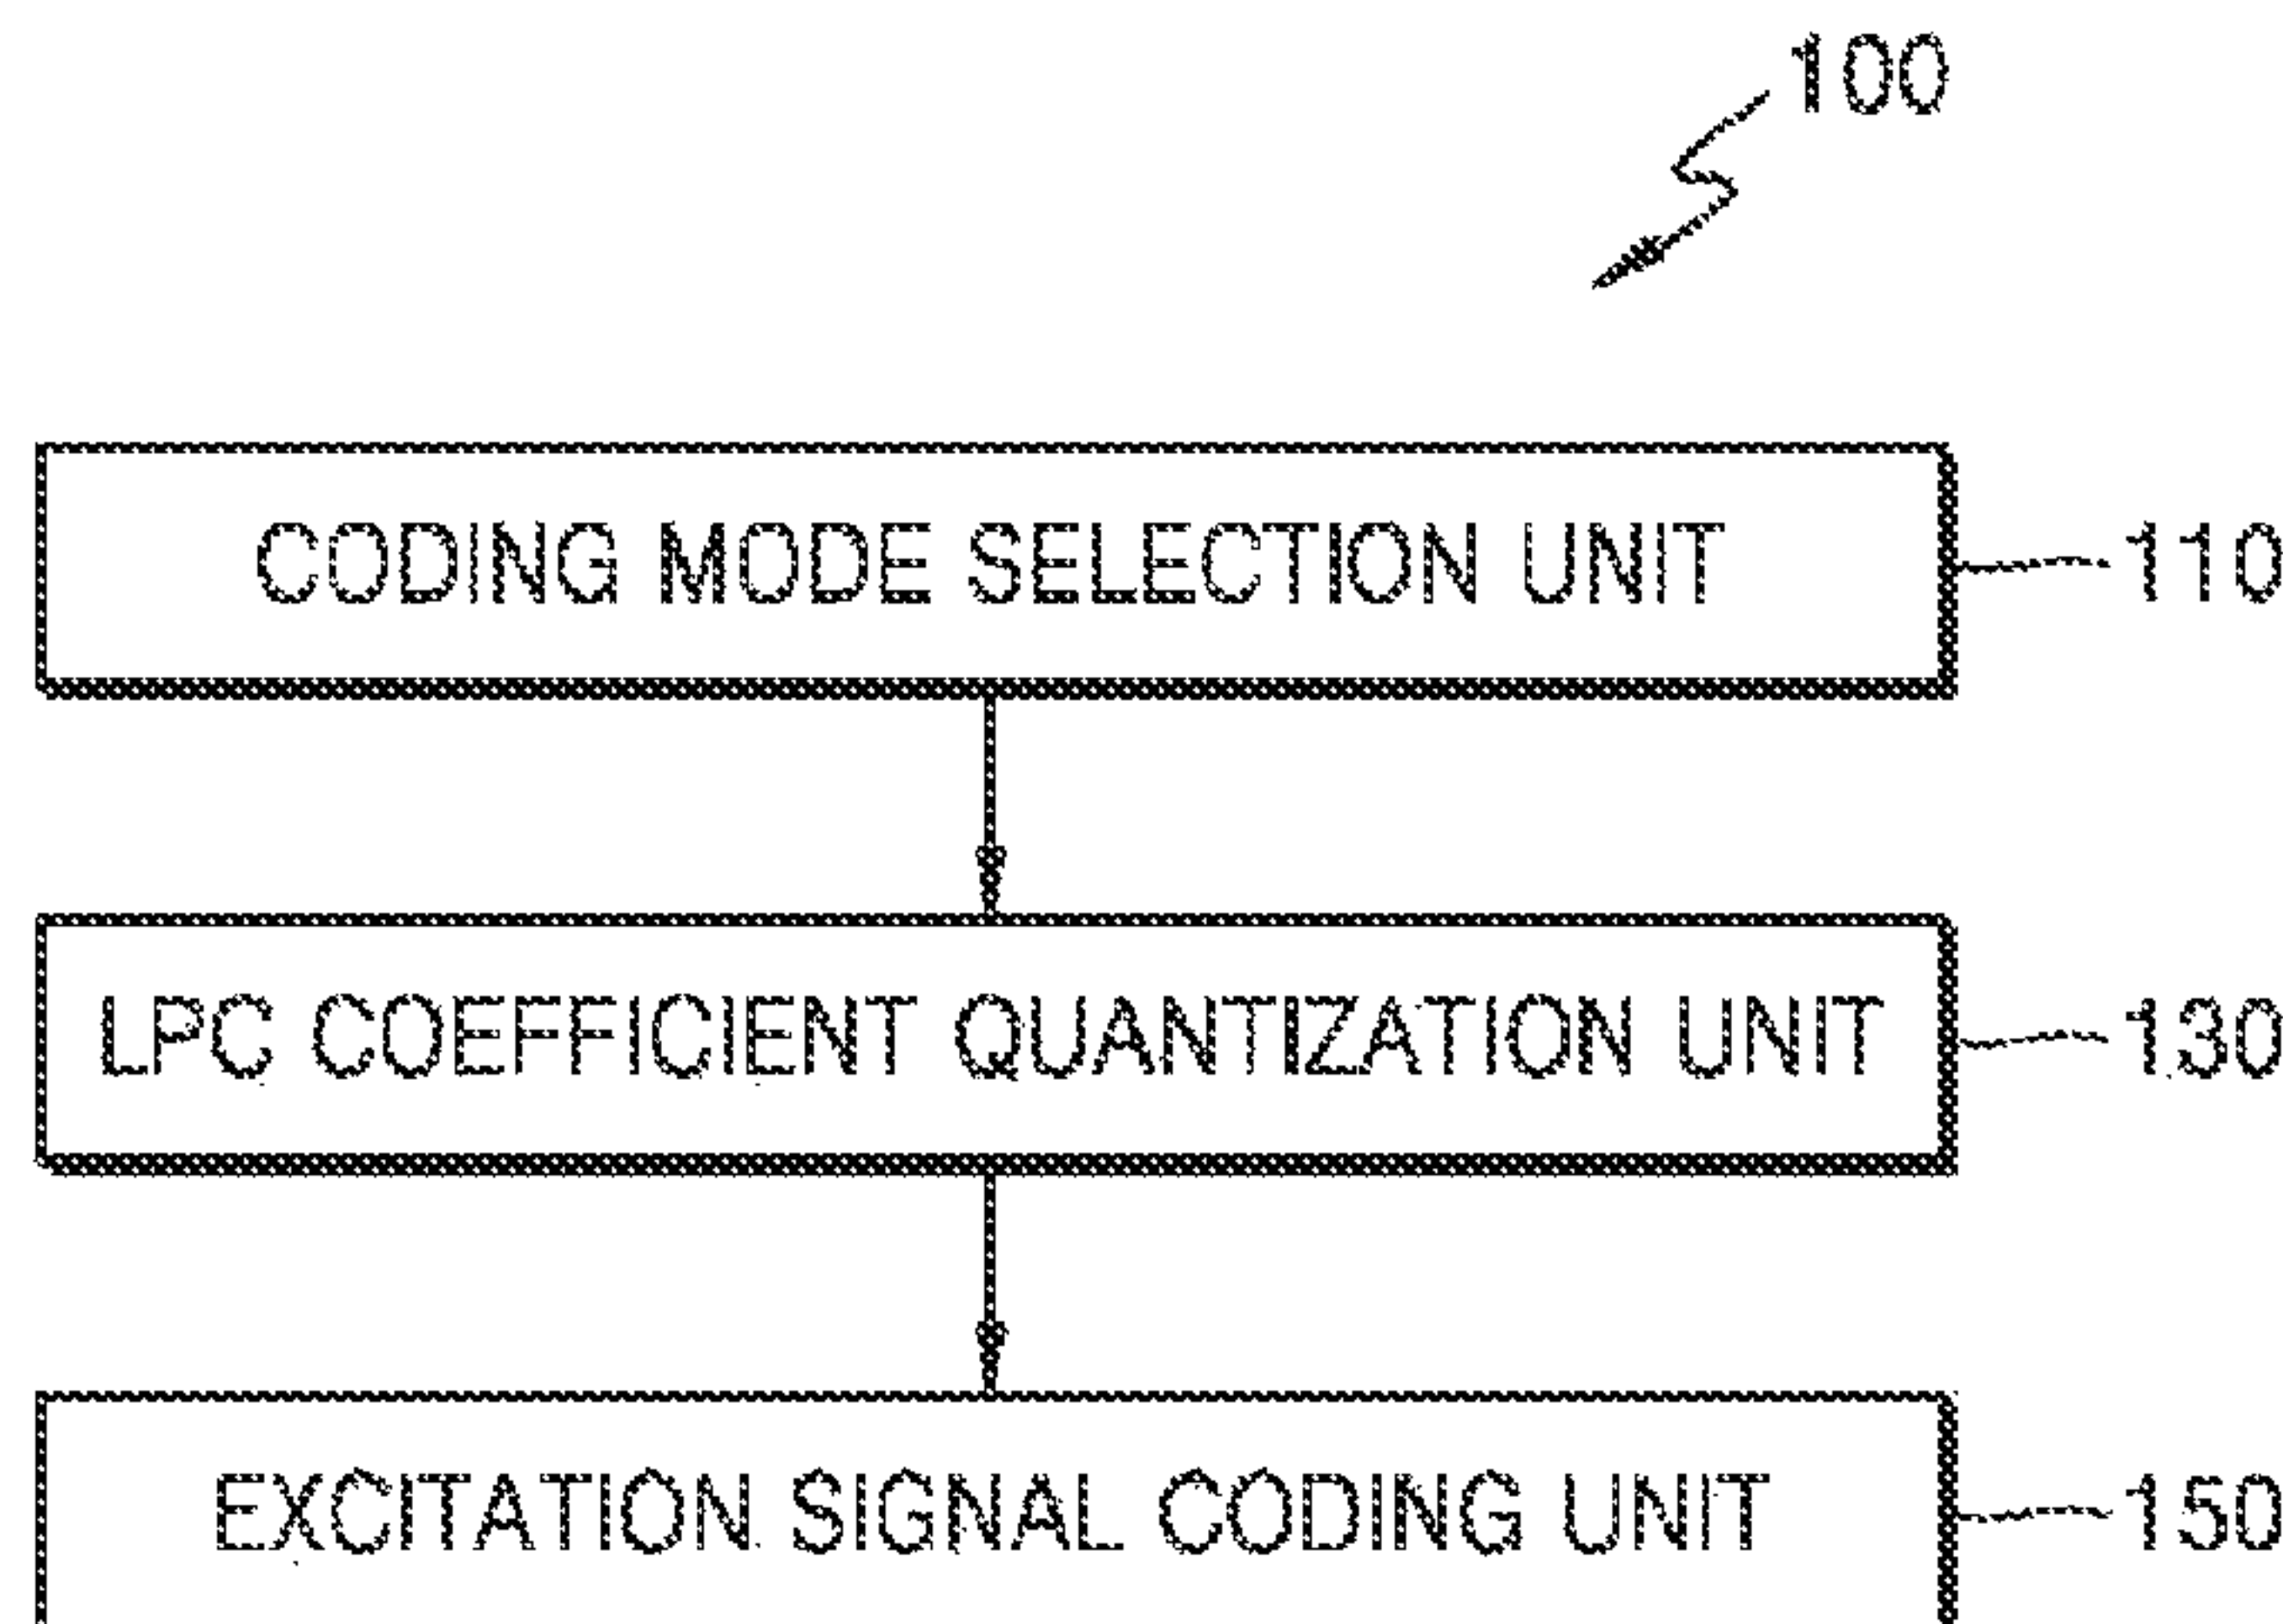 100
CODING MODE SELECTION UNIT
110
LPC COEFFICIENT QUANTIZATION UNIT
130
EXCITATION SIGNAL CODING UNIT
150